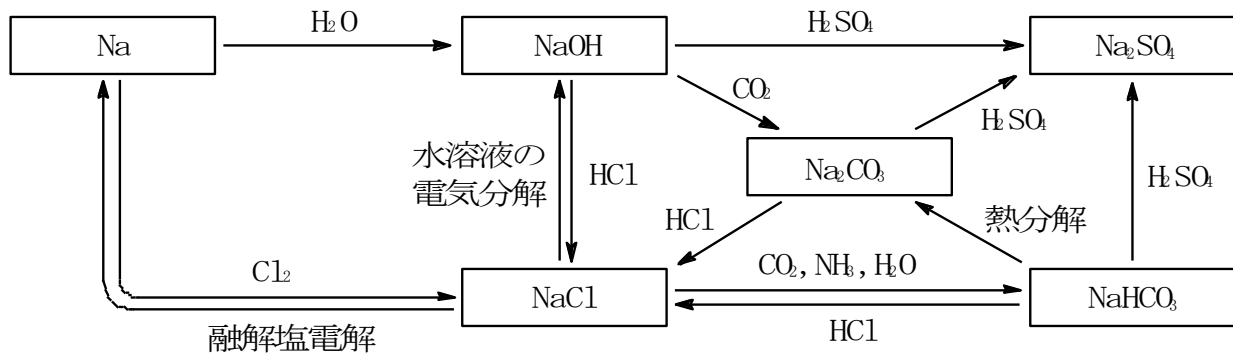 H₂O
H₂SO₄
Na
NaOH
Na₂SO₄
CO₂
H₂SO₄
水溶液の
電気分解
HCl
Na₂CO₃
H₂SO₄
HCl
熱分解
Cl₂
CO₂, NH₃, H₂O
NaCl
NaHCO₃
HCl
融解塩電解